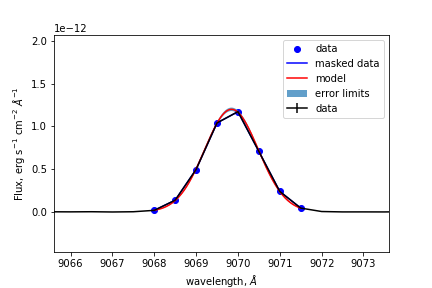 1e−12
2.0
1.5
1.0
0.5
0.0
Flux, erg s⁻¹ cm⁻² Å⁻¹
data
masked data
model
error limits
data
9066 9067 9068 9069 9070 9071 9072 9073
wavelength, Å